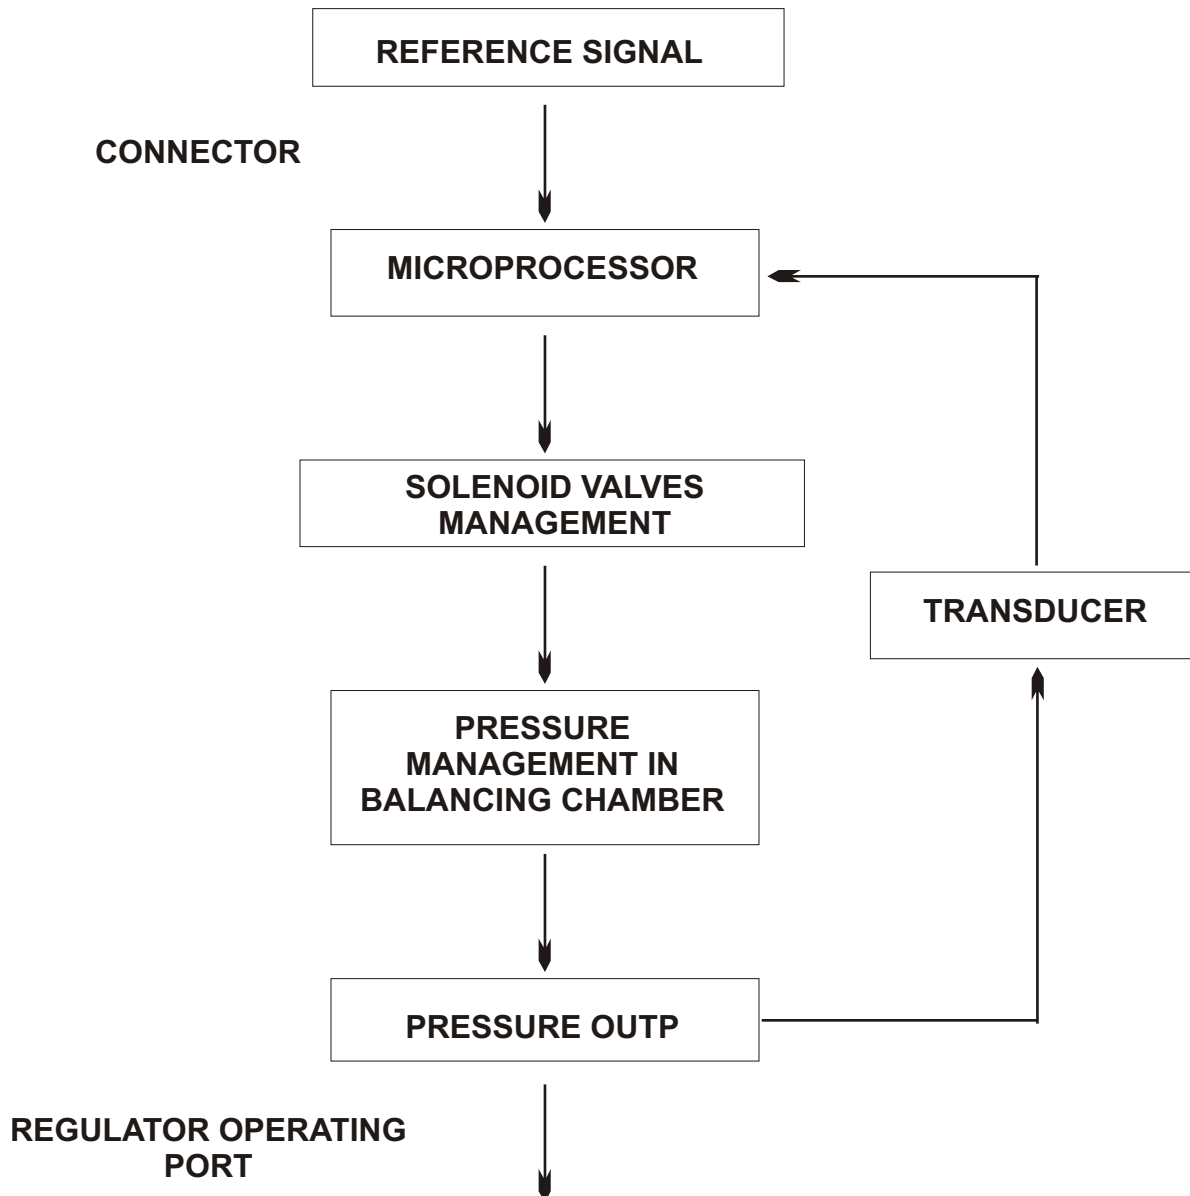 REFERENCE SIGNAL
CONNECTOR
MICROPROCESSOR
SOLENOID VALVES
MANAGEMENT
TRANSDUCER
PRESSURE
MANAGEMENT IN
BALANCING CHAMBER
PRESSURE OUTP
REGULATOR OPERATING
PORT